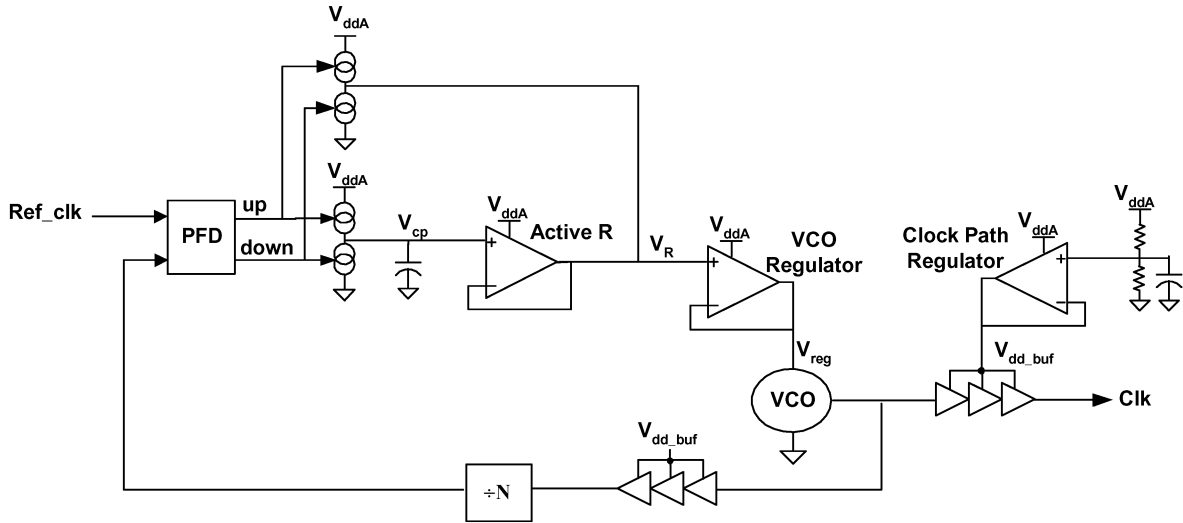 V_ddA
V_ddA
Ref_clk
PFD
up
down
V_cp
V_ddA
Active R
V_R
V_ddA
VCO
Regulator
V_reg
VCO
Clock Path
Regulator
V_ddA
V_ddA
V_dd_buf
Clk
V_dd_buf
÷N
+
−
+
−
+
−